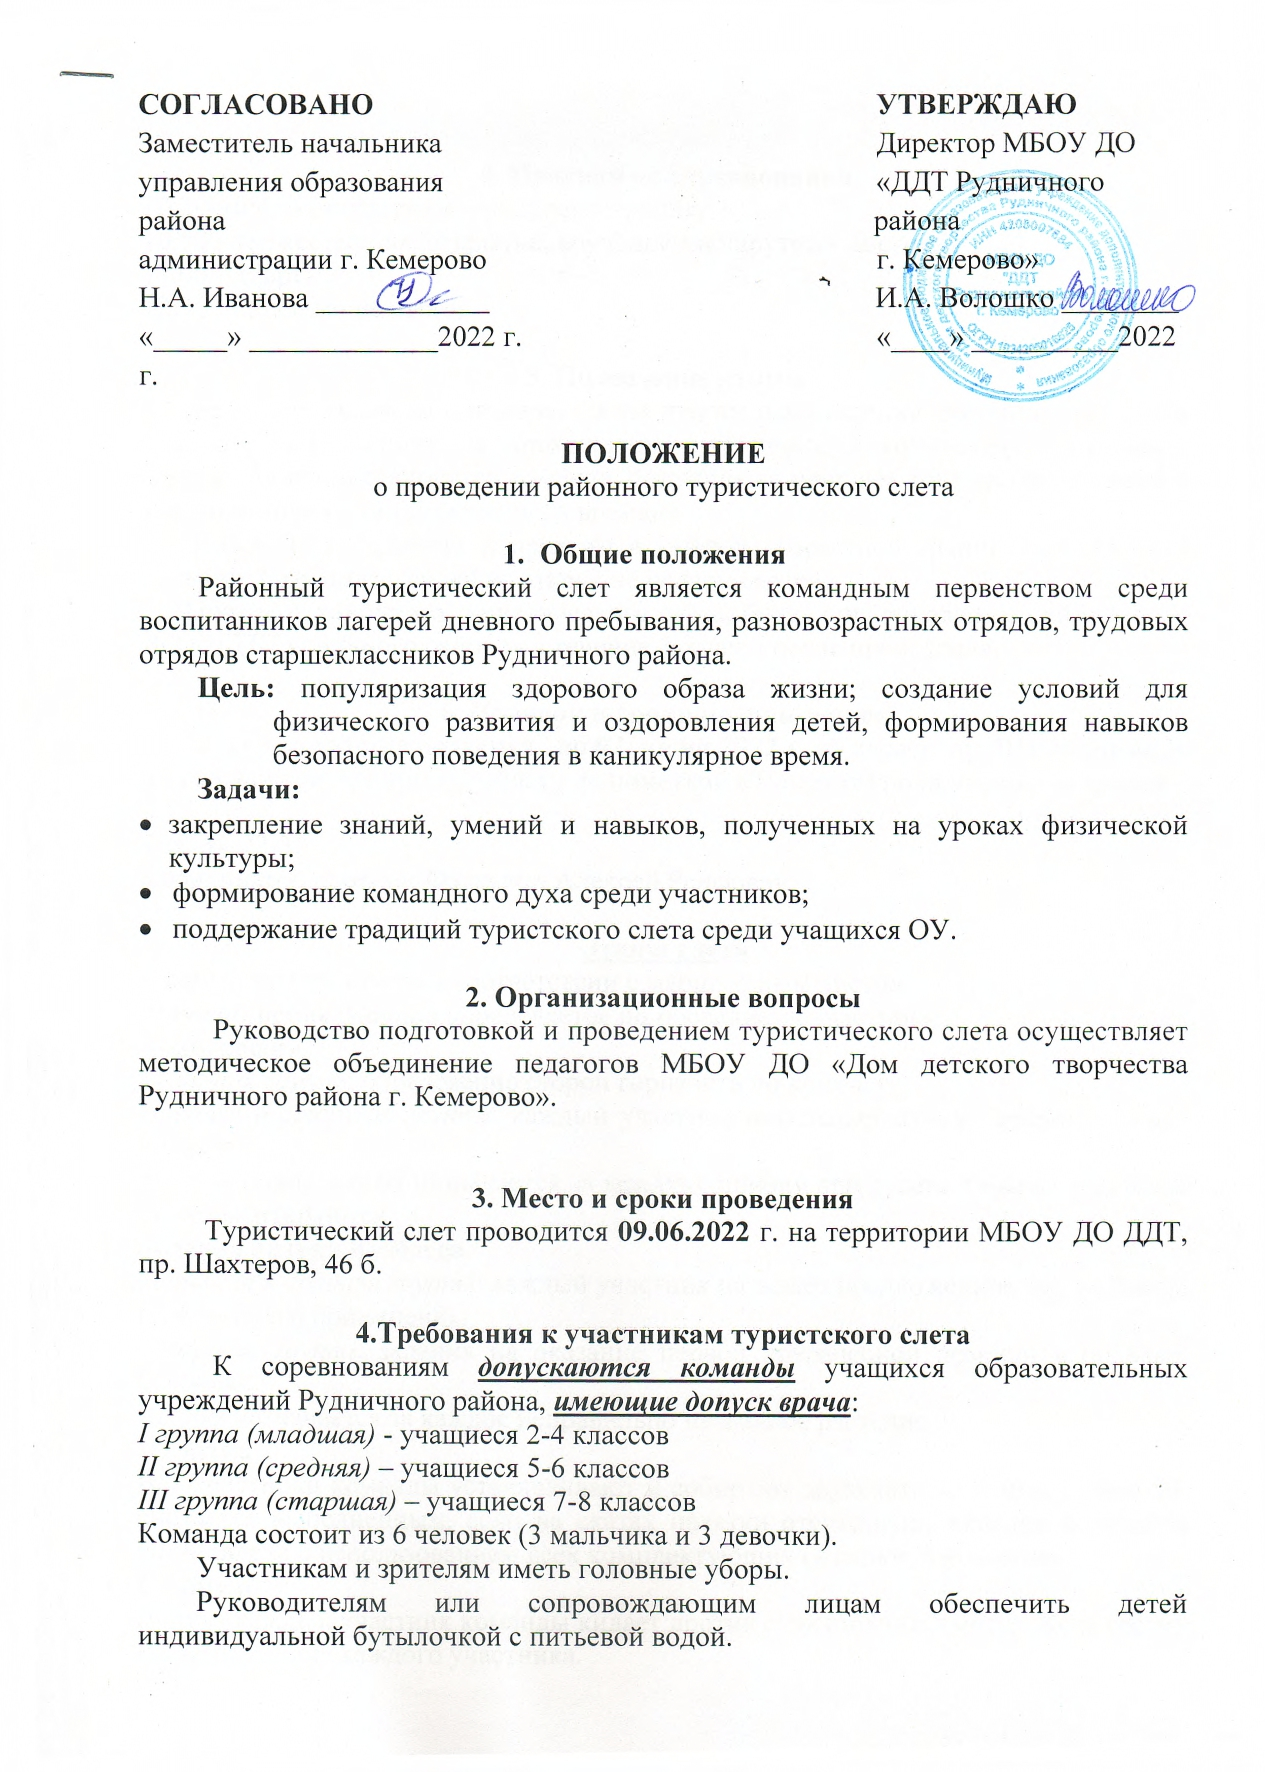 СОГЛАСОВАНО
Заместитель начальника
управления образования
района
администрации г. Кемерово
Н.А. Иванова ____________
«_____» _____________2022 г.
УТВЕРЖДАЮ
Директор МБОУ ДО
«ДДТ Рудничного
района
г. Кемерово»
И.А. Волошко ________
Волошко
«____» __________2022
г.
ИНН 4205007584
"ДДТ
г. Кемерово"
ПОЛОЖЕНИЕ
о проведении районного туристического слета
1. Общие положения
Районный туристический слет является командным первенством среди
воспитанников лагерей дневного пребывания, разновозрастных отрядов, трудовых
отрядов старшеклассников Рудничного района.
Цель: популяризация здорового образа жизни; создание условий для
физического развития и оздоровления детей, формирования навыков
безопасного поведения в каникулярное время.
Задачи:
• закрепление знаний, умений и навыков, полученных на уроках физической
культуры;
• формирование командного духа среди участников;
• поддержание традиций туристского слета среди учащихся ОУ.
2. Организационные вопросы
Руководство подготовкой и проведением туристического слета осуществляет
методическое объединение педагогов МБОУ ДО «Дом детского творчества
Рудничного района г. Кемерово».
3. Место и сроки проведения
Туристический слет проводится 09.06.2022 г. на территории МБОУ ДО ДДТ,
пр. Шахтеров, 46 б.
4.Требования к участникам туристского слета
К соревнованиям допускаются команды учащихся образовательных
учреждений Рудничного района, имеющие допуск врача:
I группа (младшая) - учащиеся 2-4 классов
II группа (средняя) – учащиеся 5-6 классов
III группа (старшая) – учащиеся 7-8 классов
Команда состоит из 6 человек (3 мальчика и 3 девочки).
Участникам и зрителям иметь головные уборы.
Руководителям или сопровождающим лицам обеспечить детей
индивидуальной бутылочкой с питьевой водой.